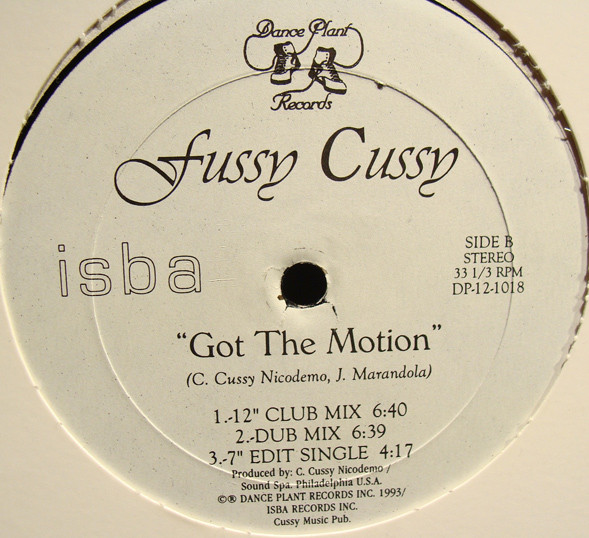 Dance Plant
Records
Fussy Cussy
isba
SIDE B
STEREO
33 1/3 RPM
DP-12-1018
"Got The Motion"
(C. Cussy Nicodemo, J. Marandola)
1.-12" CLUB MIX 6:40
2.-DUB MIX 6:39
3.-7" EDIT SINGLE 4:17
Produced by: C. Cussy Nicodemo /
Sound Spa. Philadelphia U.S.A.
©® DANCE PLANT RECORDS INC. 1993/
ISBA RECORDS INC.
Cussy Music Pub.